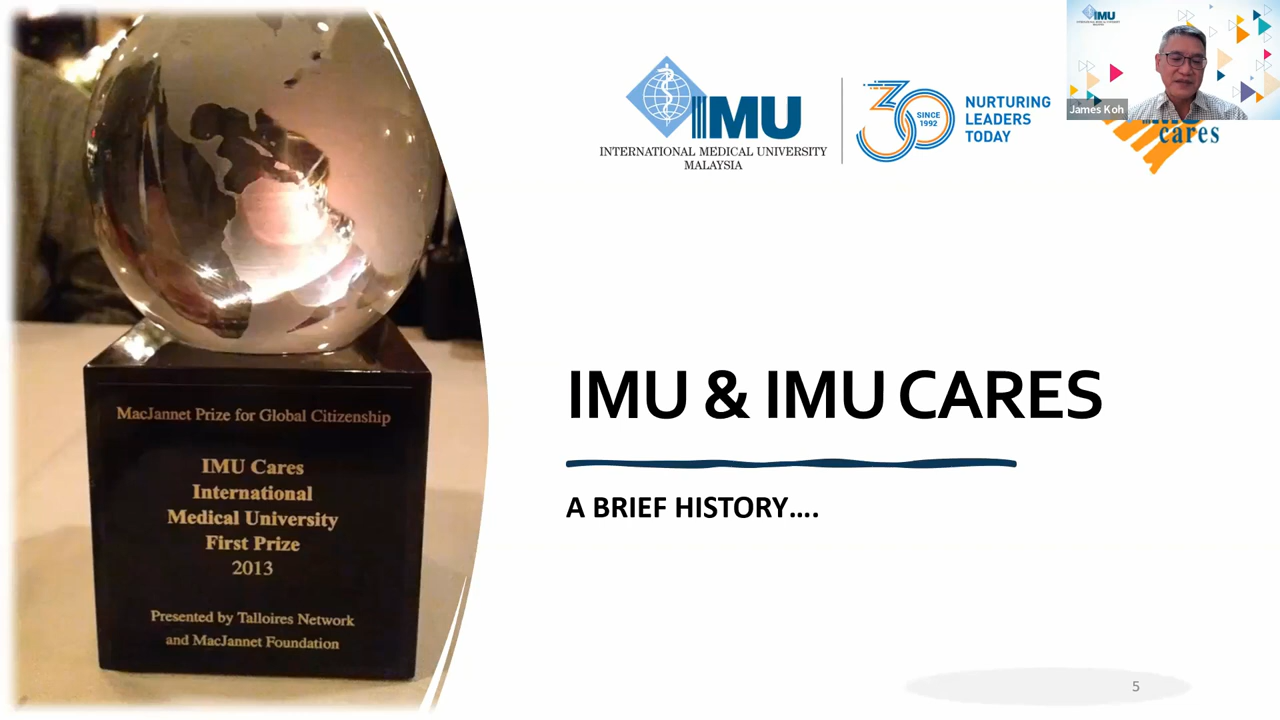 IMU
INTERNATIONAL MEDICAL UNIVERSITY
MALAYSIA
30
SINCE
1992
NURTURING
LEADERS
TODAY
IMU
James Koh
cares
MacJannet Prize for Global Citizenship
IMU Cares
International
Medical University
First Prize
2013
Presented by Talloires Network
and MacJannet Foundation
IMU & IMU CARES
A BRIEF HISTORY....
5